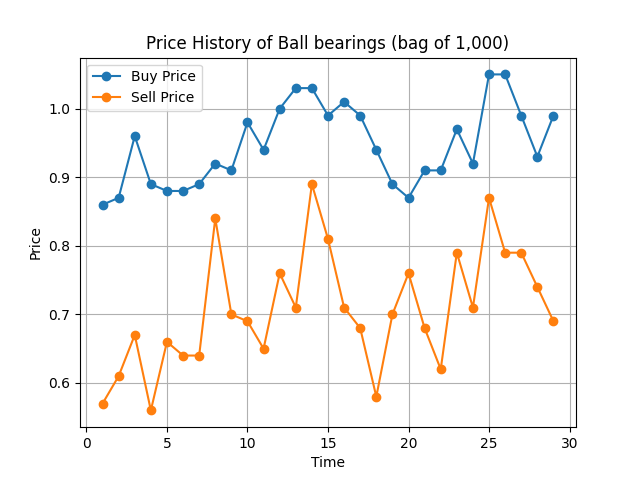 Price History of Ball bearings (bag of 1,000)
Buy Price
Sell Price
1.0
0.9
0.8
0.7
0.6
Price
0 5 10 15 20 25 30
Time